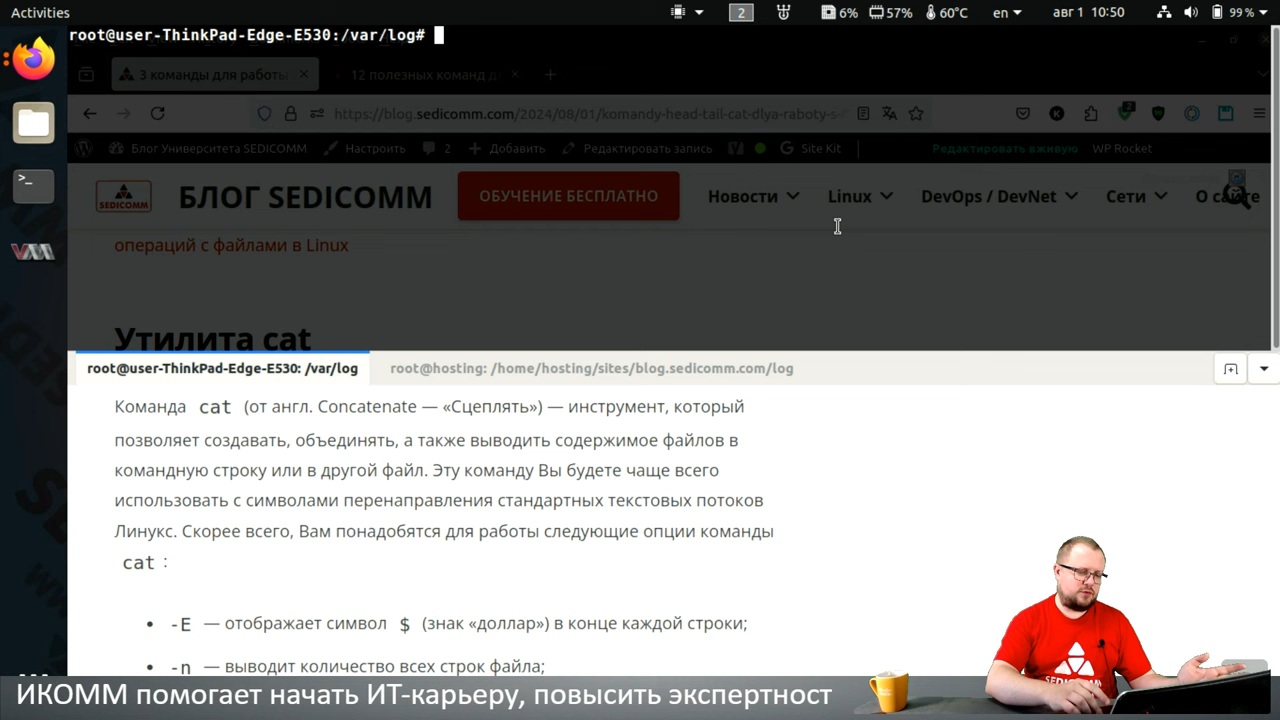 Activities
2
6%
57%
60°C
en
авг 1 10:50
99 %
root@user-ThinkPad-Edge-E530:/var/log#
3 команды для работы
12 полезных команд д
https://blog.sedicomm.com/2024/08/01/komandy-head-tail-cat-dlya-raboty-s-
2
Блог Университета SEDICOMM
Настроить
2
Добавить
Редактировать запись
Site Kit
Редактировать вживую
WP Rocket
SEDICOMM
БЛОГ SEDICOMM
ОБУЧЕНИЕ БЕСПЛАТНО
Новости
Linux
DevOps / DevNet
Сети
О сайте
операций с файлами в Linux
Утилита cat
root@user-ThinkPad-Edge-E530: /var/log
root@hosting: /home/hosting/sites/blog.sedicomm.com/log
Команда cat (от англ. Concatenate — «Сцеплять») — инструмент, который
позволяет создавать, объединять, а также выводить содержимое файлов в
командную строку или в другой файл. Эту команду Вы будете чаще всего
использовать с символами перенаправления стандартных текстовых потоков
Линукс. Скорее всего, Вам понадобятся для работы следующие опции команды
cat :
• -E — отображает символ $ (знак «доллар») в конце каждой строки;
• -n — выводит количество всех строк файла;
SEDICOMM
ИКОММ помогает начать ИТ-карьеру, повысить экспертност